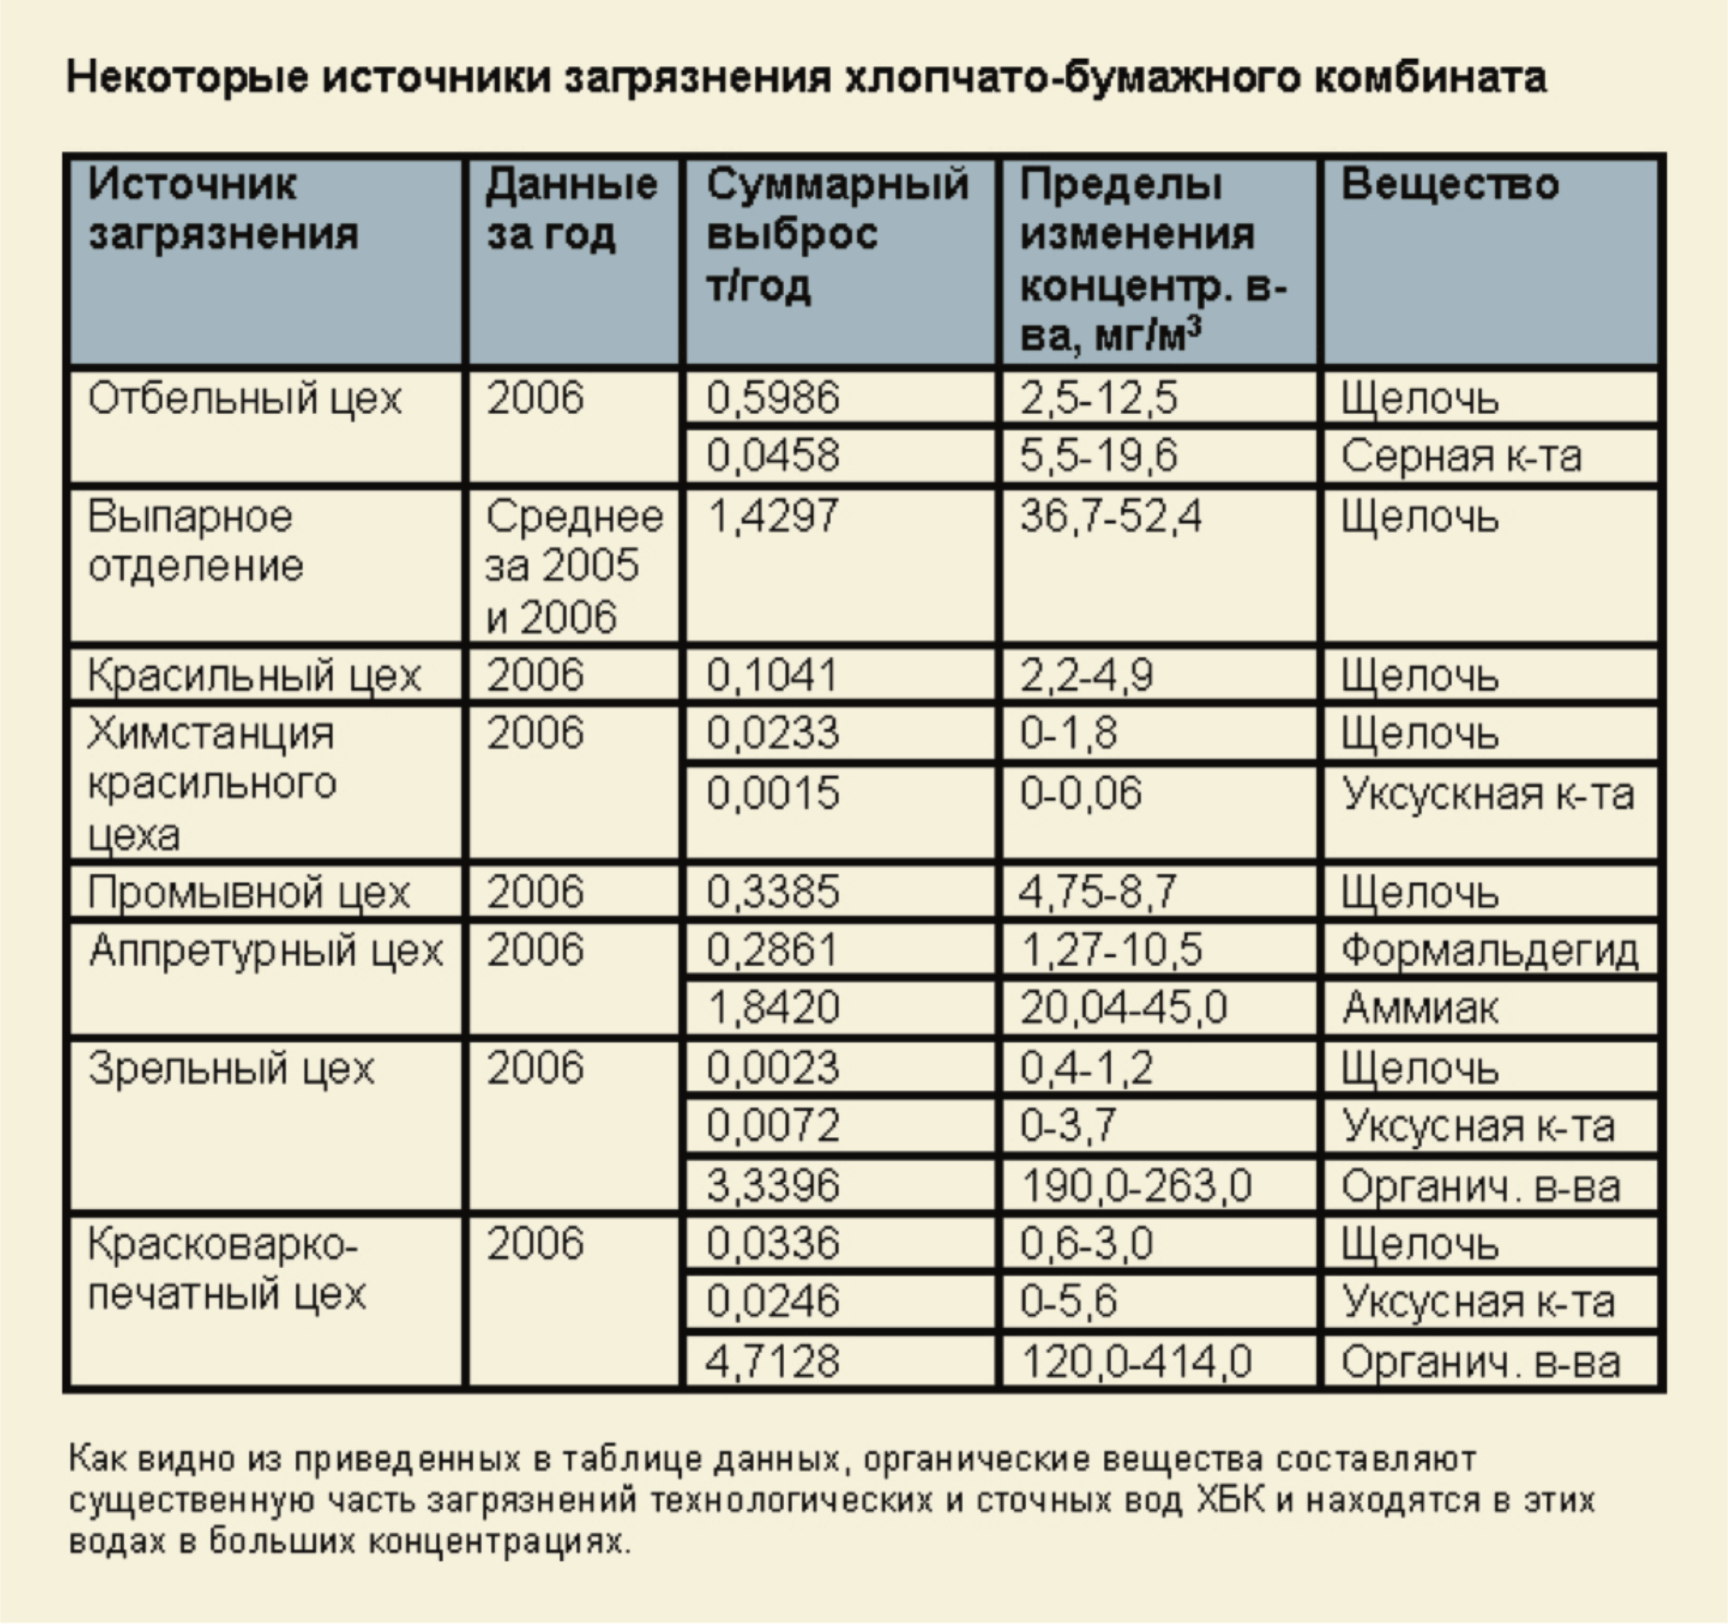 Некоторые источники загрязнения хлопчато-бумажного комбината
Источник загрязнения | Данные за год | Суммарный выброс т/год | Пределы изменения концентр. в-ва, мг/м³ | Вещество
Отбельный цех | 2006 | 0,5986 | 2,5-12,5 | Щелочь
0,0458 | 5,5-19,6 | Серная к-та
Выпарное отделение | Среднее за 2005 и 2006 | 1,4297 | 36,7-52,4 | Щелочь
Красильный цех | 2006 | 0,1041 | 2,2-4,9 | Щелочь
Химстанция красильного цеха | 2006 | 0,0233 | 0-1,8 | Щелочь
0,0015 | 0-0,06 | Уксускная к-та
Промывной цех | 2006 | 0,3385 | 4,75-8,7 | Щелочь
Аппретурный цех | 2006 | 0,2861 | 1,27-10,5 | Формальдегид
1,8420 | 20,04-45,0 | Аммиак
Зрельный цех | 2006 | 0,0023 | 0,4-1,2 | Щелочь
0,0072 | 0-3,7 | Уксусная к-та
3,3396 | 190,0-263,0 | Органич. в-ва
Красковарко-печатный цех | 2006 | 0,0336 | 0,6-3,0 | Щелочь
0,0246 | 0-5,6 | Уксусная к-та
4,7128 | 120,0-414,0 | Органич. в-ва
Как видно из приведенных в таблице данных, органические вещества составляют
существенную часть загрязнений технологических и сточных вод ХБК и находятся в этих
водах в больших концентрациях.